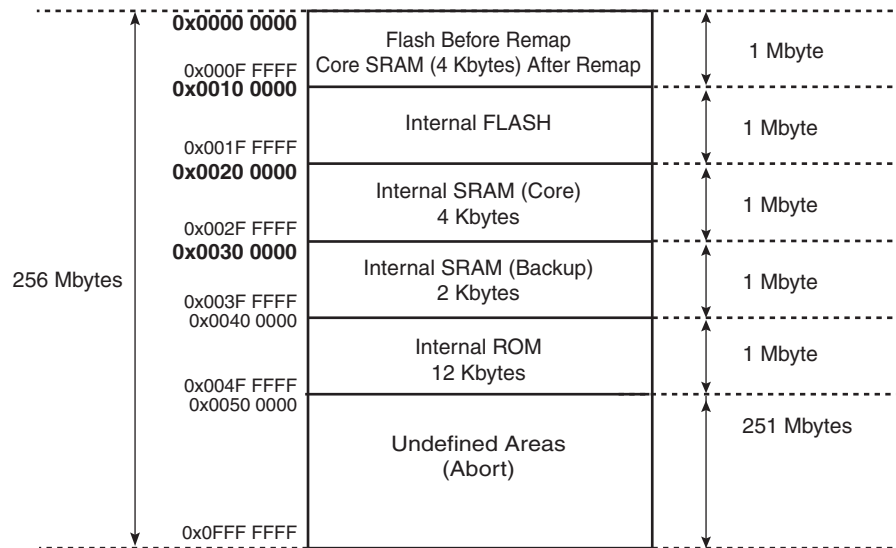 0x0000 0000
Flash Before Remap
Core SRAM (4 Kbytes) After Remap
1 Mbyte
0x000F FFFF
0x0010 0000
Internal FLASH
1 Mbyte
0x001F FFFF
0x0020 0000
Internal SRAM (Core)
4 Kbytes
1 Mbyte
0x002F FFFF
0x0030 0000
256 Mbytes
Internal SRAM (Backup)
2 Kbytes
1 Mbyte
0x003F FFFF
0x0040 0000
Internal ROM
12 Kbytes
1 Mbyte
0x004F FFFF
0x0050 0000
Undefined Areas
(Abort)
251 Mbytes
0x0FFF FFFF